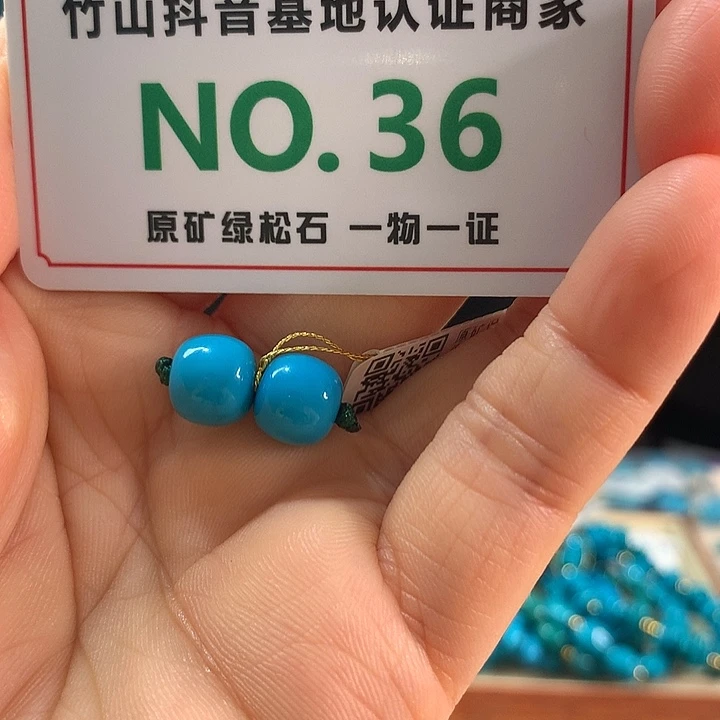 竹山抖音基地认证商家
NO. 36
原矿绿松石 一物一证